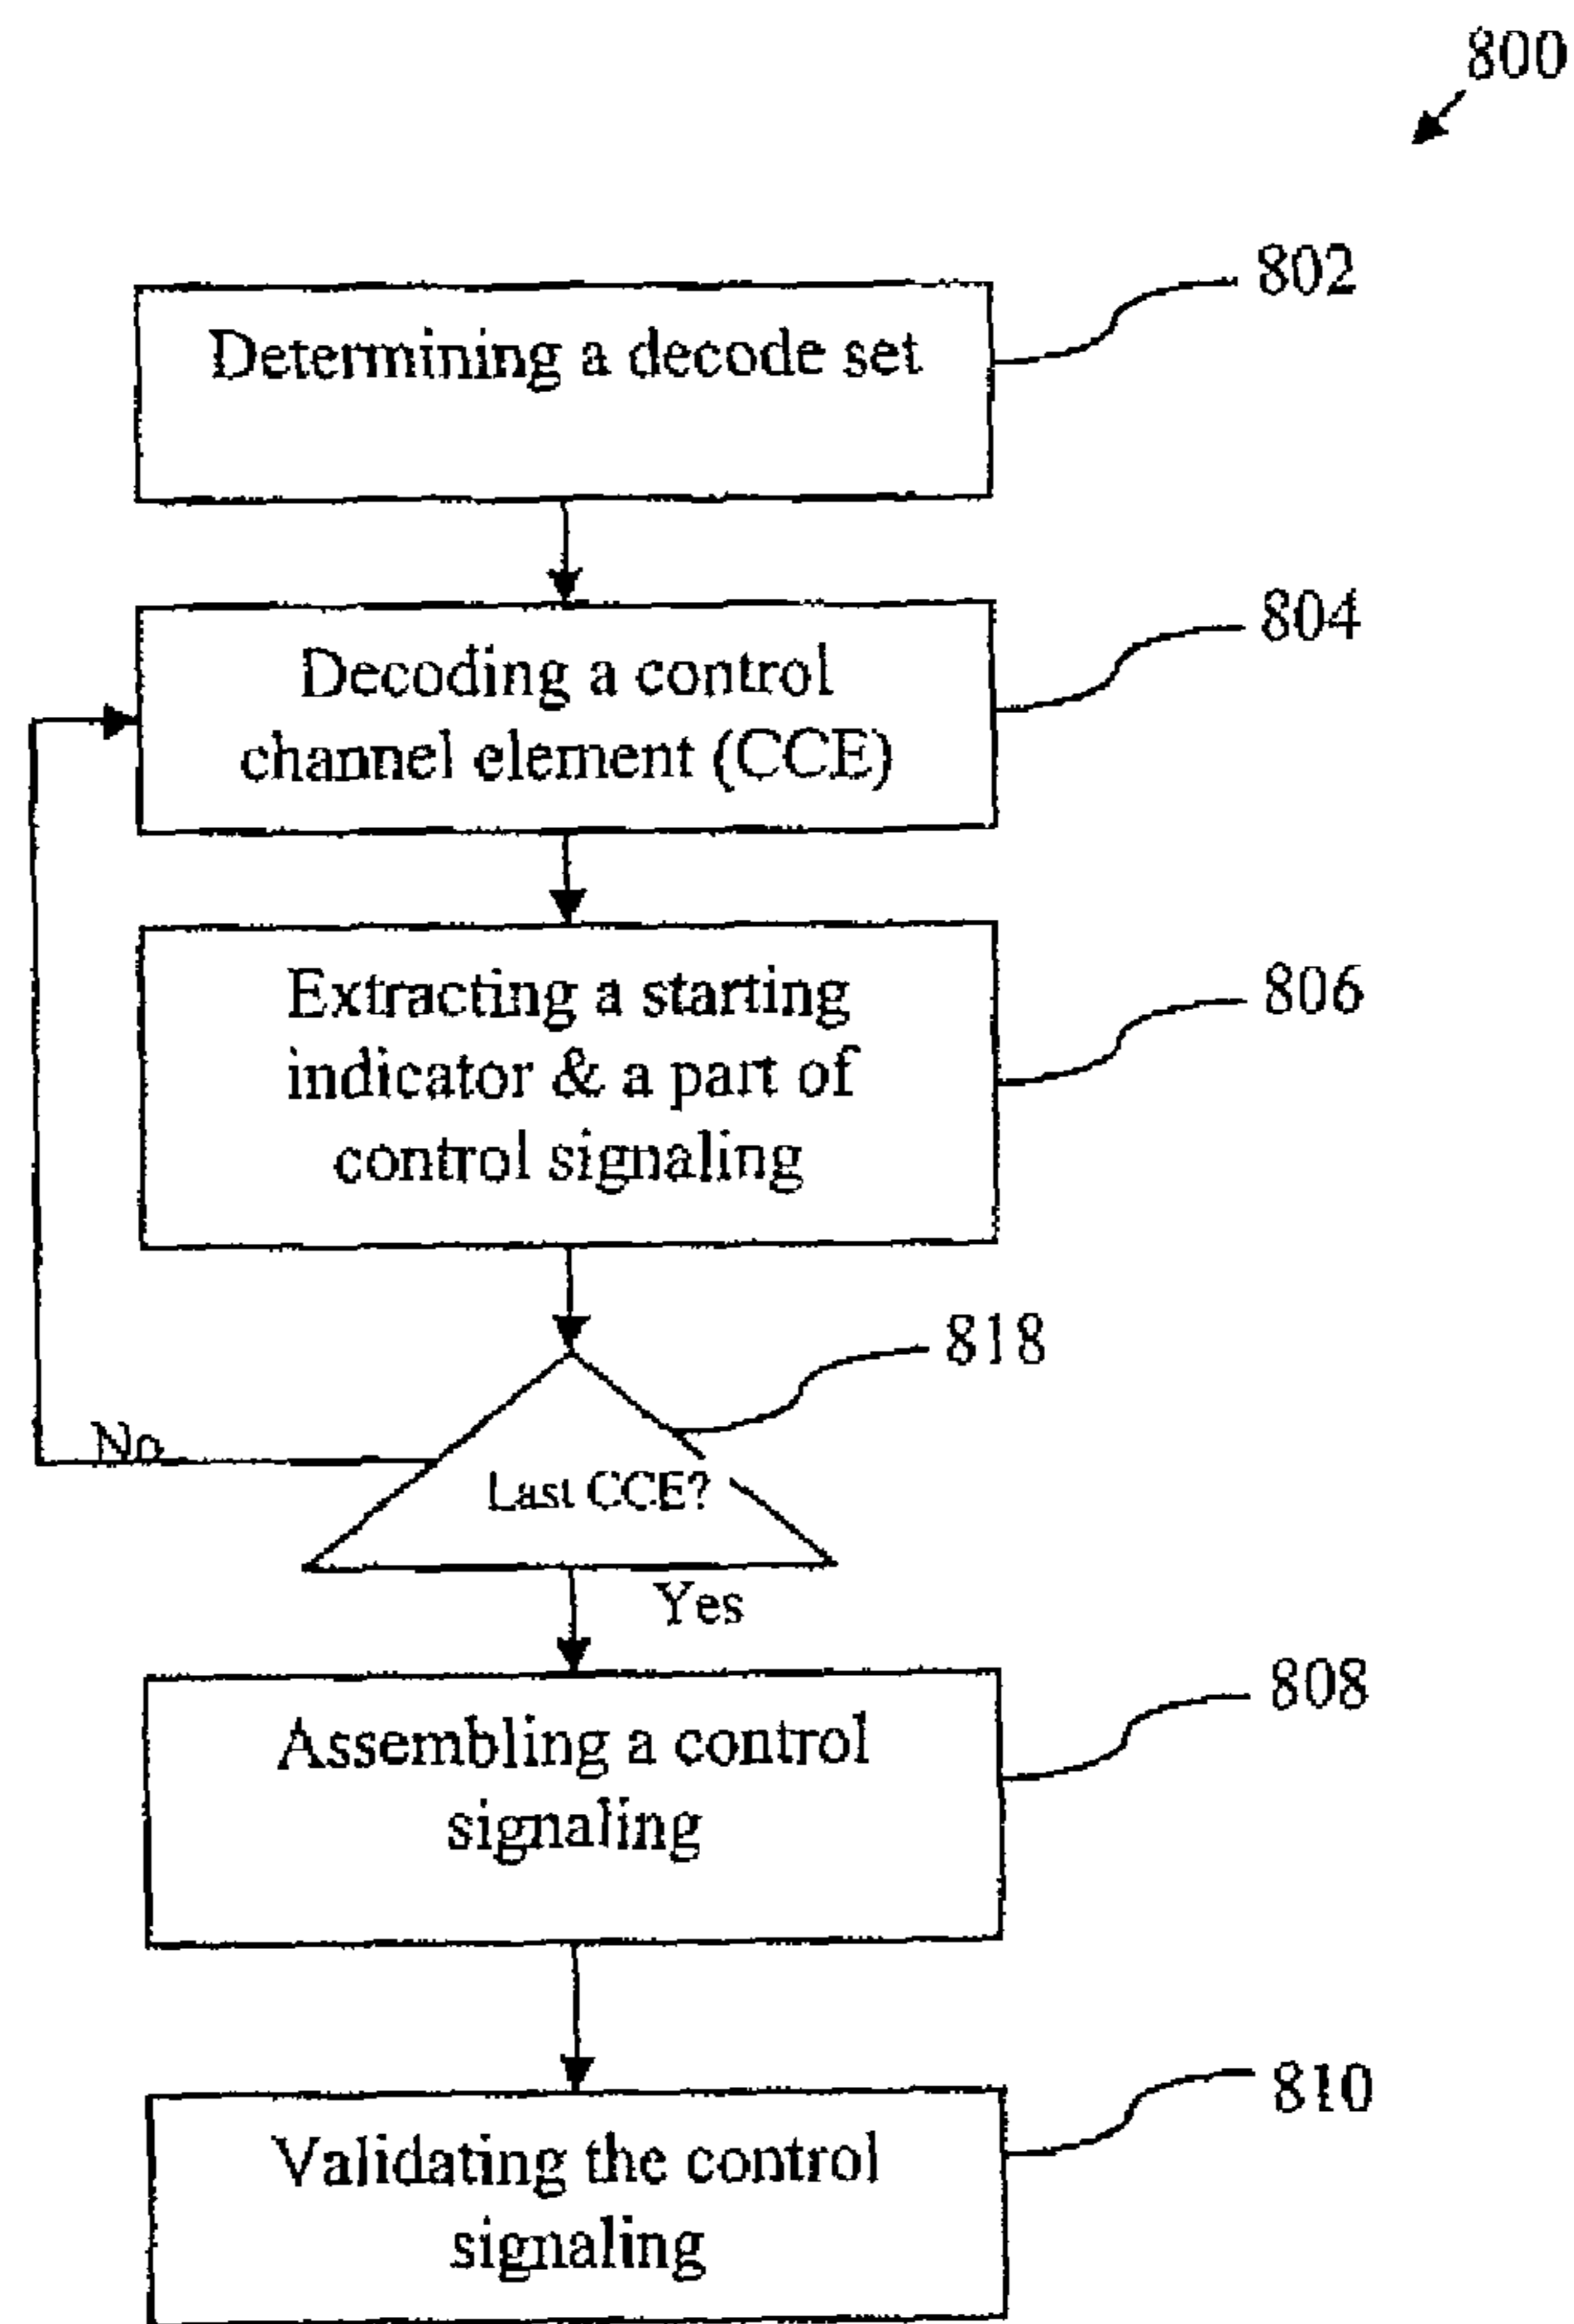 800
802
Determining a decode set
804
Decoding a control
channel element (CCE)
806
Extracting a starting
indicator & a part of
control signaling
818
No
Last CCE?
Yes
808
Assembling a control
signaling
810
Validating the control
signaling